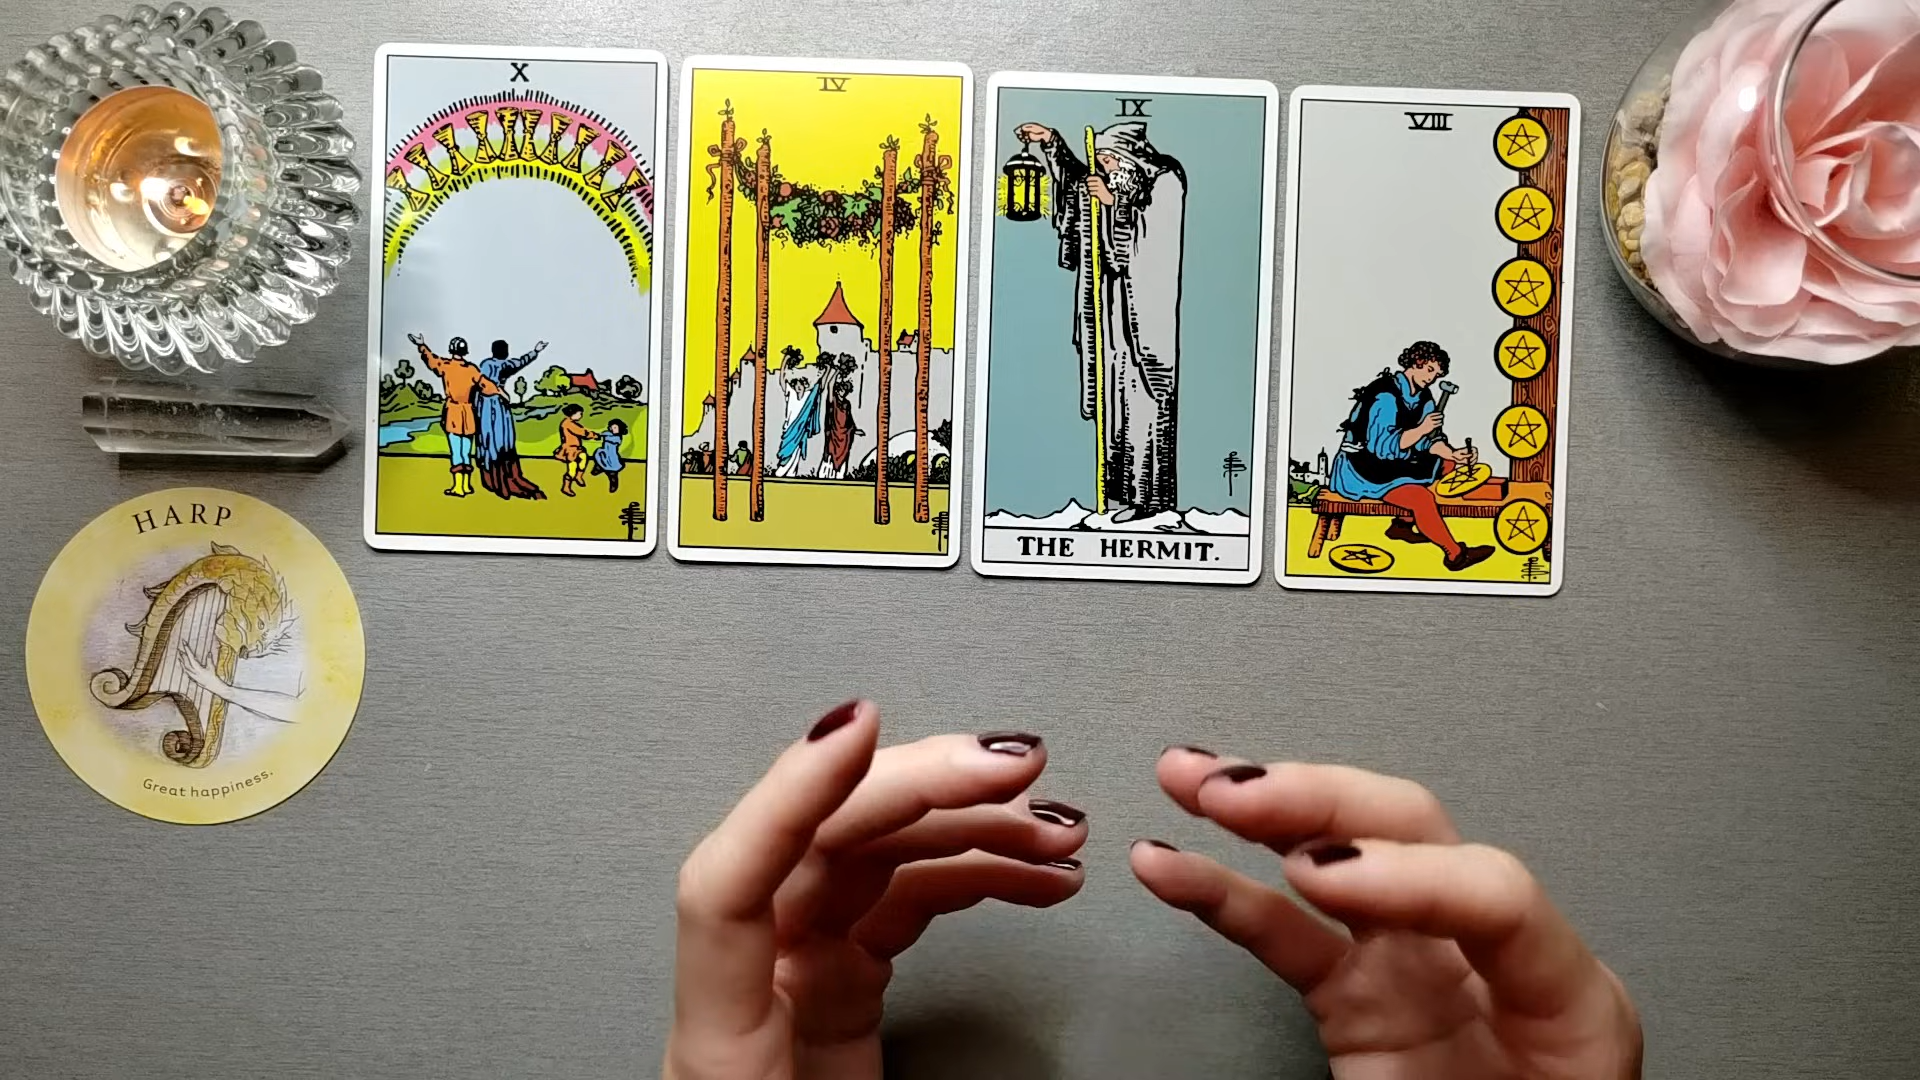 X
IV
IX
THE HERMIT.
VIII
HARP
Great happiness.